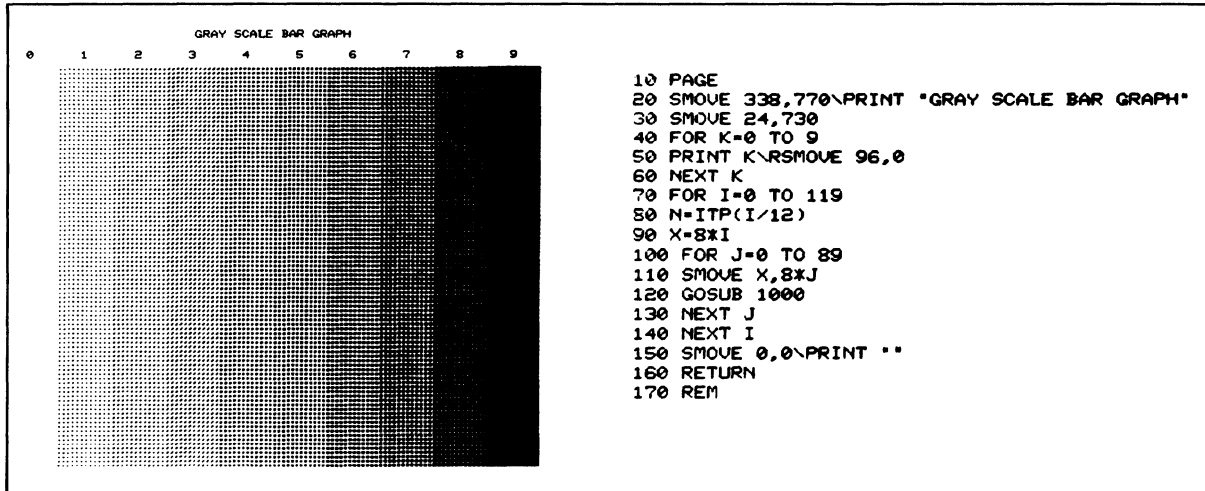 GRAY SCALE BAR GRAPH
0 1 2 3 4 5 6 7 8 9
10 PAGE
20 SMOVE 338,770\PRINT "GRAY SCALE BAR GRAPH"
30 SMOVE 24,730
40 FOR K=0 TO 9
50 PRINT K\RSMOVE 96,0
60 NEXT K
70 FOR I=0 TO 119
80 N=ITP(I/12)
90 X=8*I
100 FOR J=0 TO 89
110 SMOVE X,8*J
120 GOSUB 1000
130 NEXT J
140 NEXT I
150 SMOVE 0,0\PRINT ""
160 RETURN
170 REM